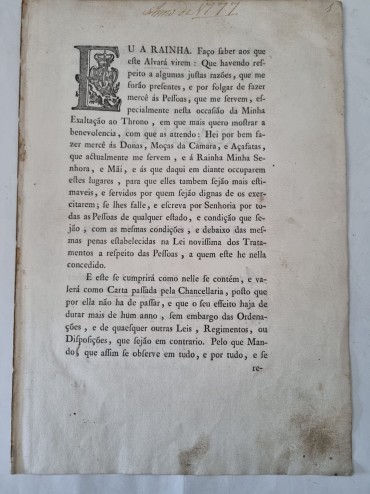 Anno de 1777.
EU A RAINHA. Faço saber aos que
este Alvará virem: Que havendo res-
peito a algumas justas razões, que me
forão presentes, e por folgar de fazer
mercê ás Pessoas, que me servem, es-
pecialmente nesta occasião da Minha
Exaltação ao Throno, em que mais quero mostrar a
benevolencia, com que as attendo: Hei por bem fa-
zer mercê ás Donas, Moças da Camara, e Açafatas,
que actualmente me servem, e á Rainha Minha Se-
nhora, e Mãi, e ás que daqui em diante occuparem
estes lugares, para que elles tambem sejão mais esti-
maveis, e servidos por quem sejão dignas de os exer-
citarem; se lhes falle, e escreva por Senhoria por to-
das as Pessoas de qualquer estado, e condição que se-
jão, com as mesmas condições, e debaixo das mes-
mas penas estabelecidas na Lei novissima dos Trata-
mentos a respeito das Pessoas, a quem este he nella
concedido.
E este se cumprirá como nelle se contém, e va-
lerá como Carta passada pela Chancellaria, posto que
por ella não ha de passar, e que o seu effeito haja de
durar mais de hum anno, sem embargo das Ordena-
ções, e de quaesquer outras Leis, Regimentos, ou
Disposições, que sejão em contrario. Pelo que Man-
do, que assim se observe em tudo, e por tudo, e se
re-